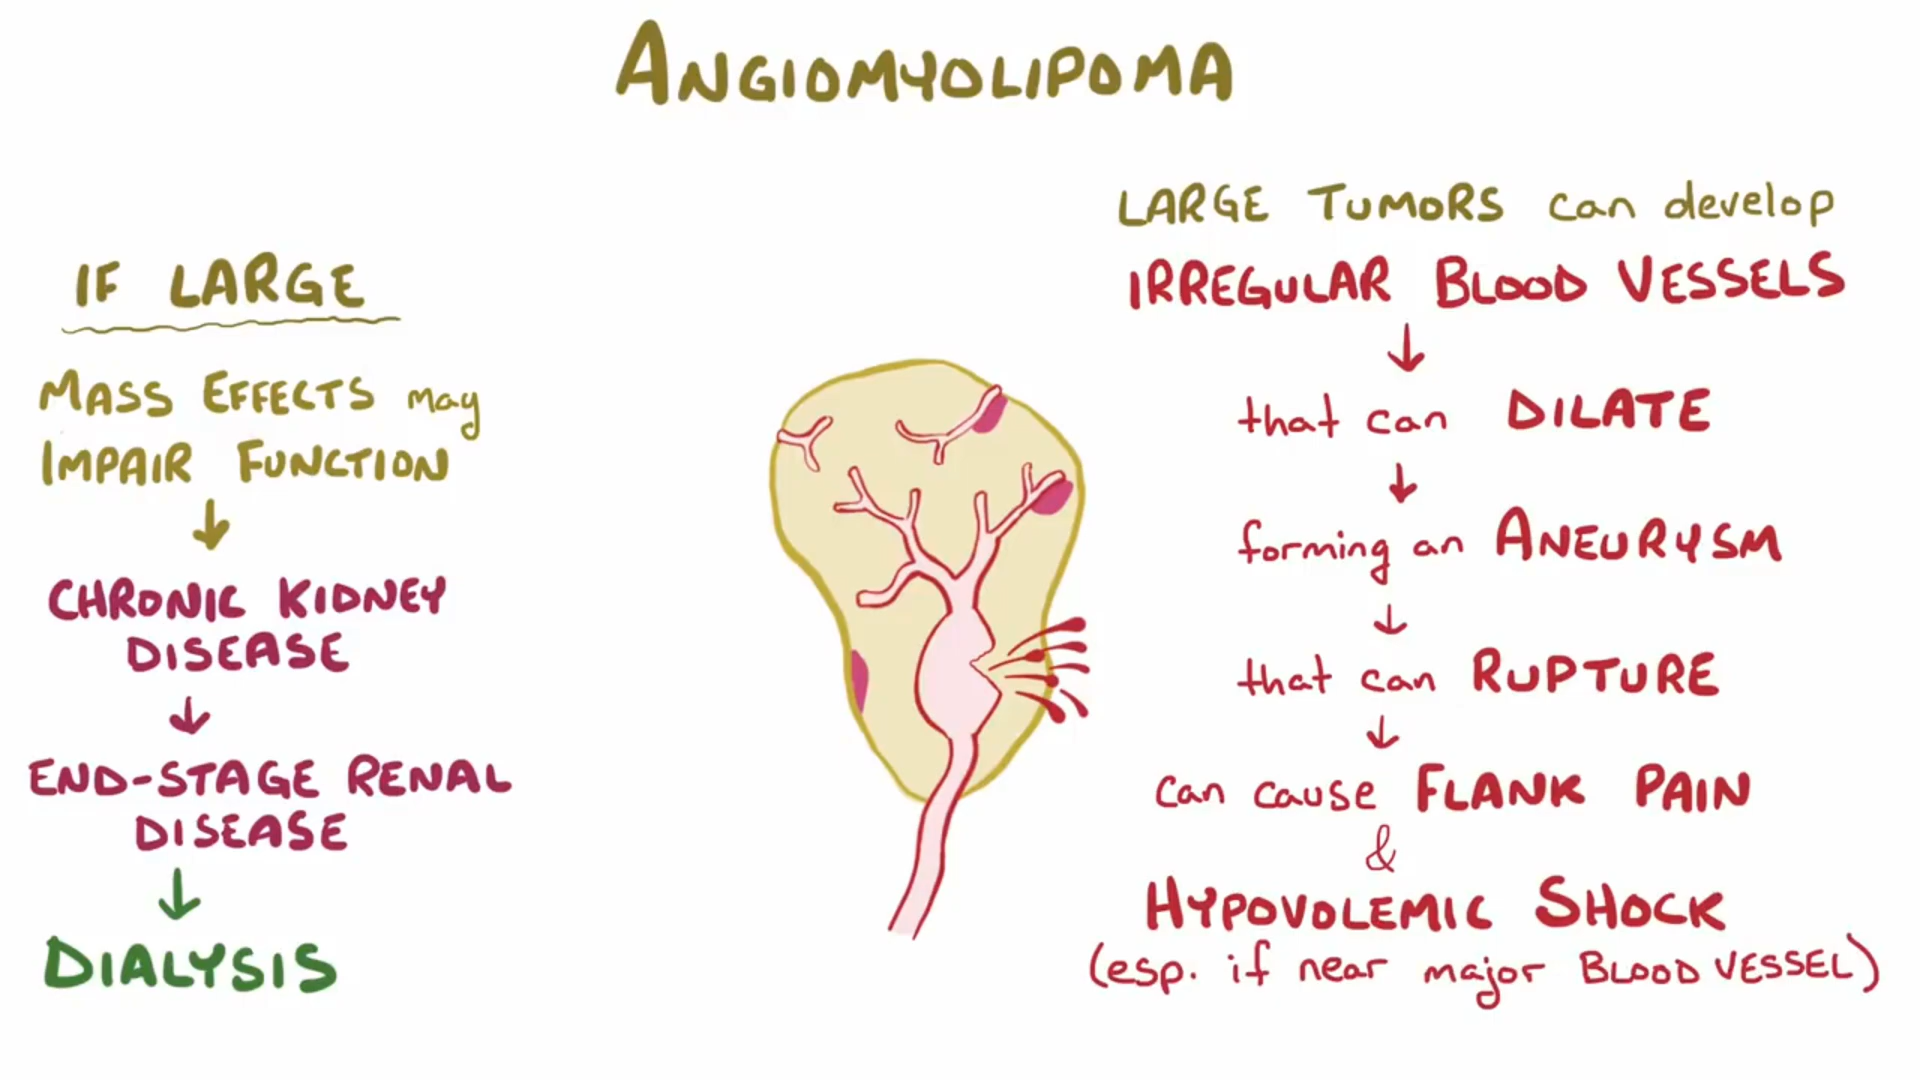 ANGIOMYOLIPOMA
IF LARGE
MASS EFFECTS may
IMPAIR FUNCTION
↓
CHRONIC KIDNEY
DISEASE
↓
END-STAGE RENAL
DISEASE
↓
DIALYSIS
LARGE TUMORS can develop
IRREGULAR BLOOD VESSELS
↓
that can DILATE
↓
forming an ANEURYSM
↓
that can RUPTURE
↓
can cause FLANK PAIN
&
HYPOVOLEMIC SHOCK
(esp. if near major BLOOD VESSEL)